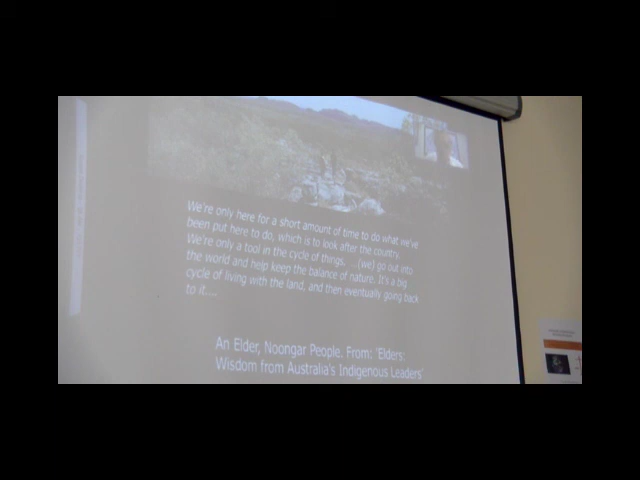 We're only here for a short amount of time to do what we've
been put here to do, which is to look after the country.
We're only a tool in the cycle of things. ...(we) go out into
the world and help keep the balance of nature. It's a big
cycle of living with the land, and then eventually going back
to it....
An Elder, Noongar People. From: 'Elders:
Wisdom from Australia's Indigenous Leaders'